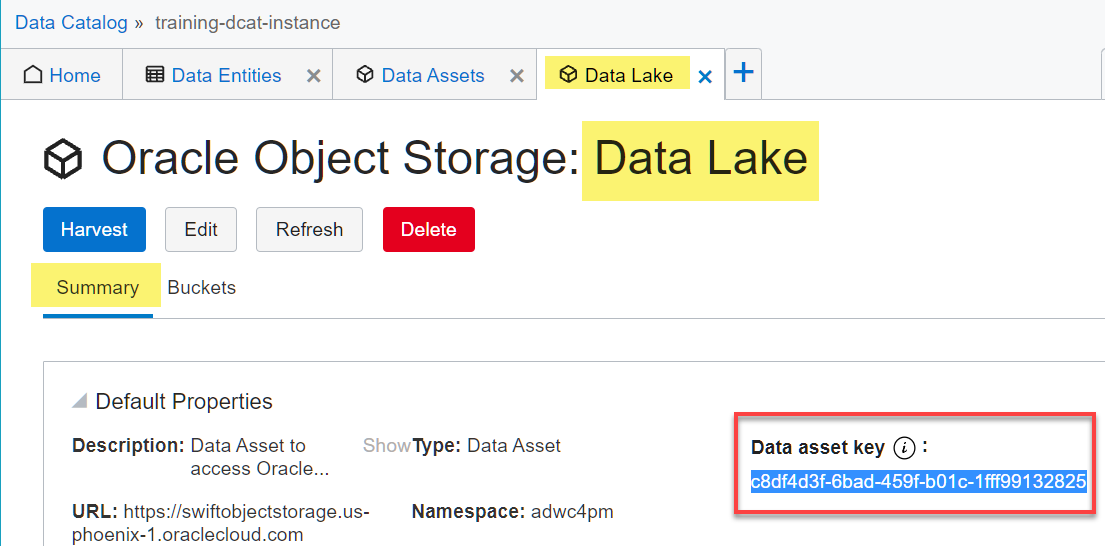 Data Catalog » training-dcat-instance
Home Data Entities × Data Assets × Data Lake × +
Oracle Object Storage: Data Lake
Harvest Edit Refresh Delete
Summary Buckets
Default Properties
Description: Data Asset to access Oracle... Show
Type: Data Asset
Data asset key i :
c8df4d3f-6bad-459f-b01c-1fff99132825
URL: https://swiftobjectstorage.us-
phoenix-1.oraclecloud.com
Namespace: adwc4pm